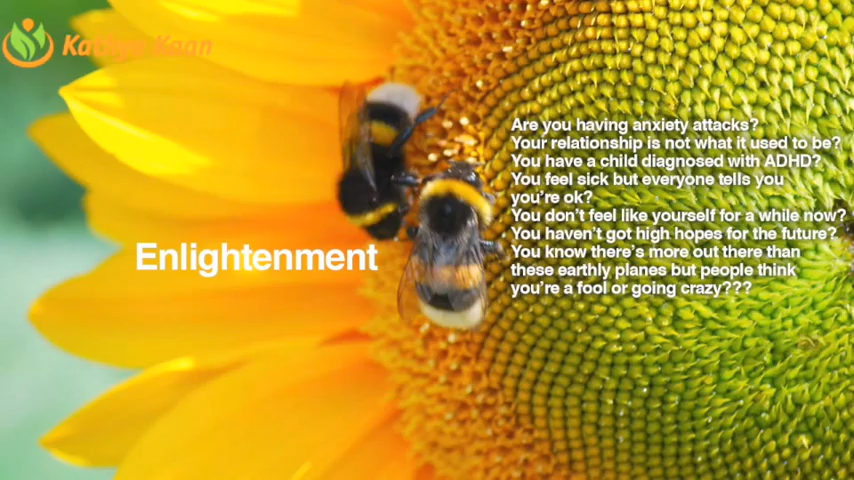 Enlightenment
Are you having anxiety attacks?
Your relationship is not what it used to be?
You have a child diagnosed with ADHD?
You feel sick but everyone tells you
you're ok?
You don't feel like yourself for a while now?
You haven't got high hopes for the future?
You know there's more out there than
these earthly planes but people think
you're a fool or going crazy???